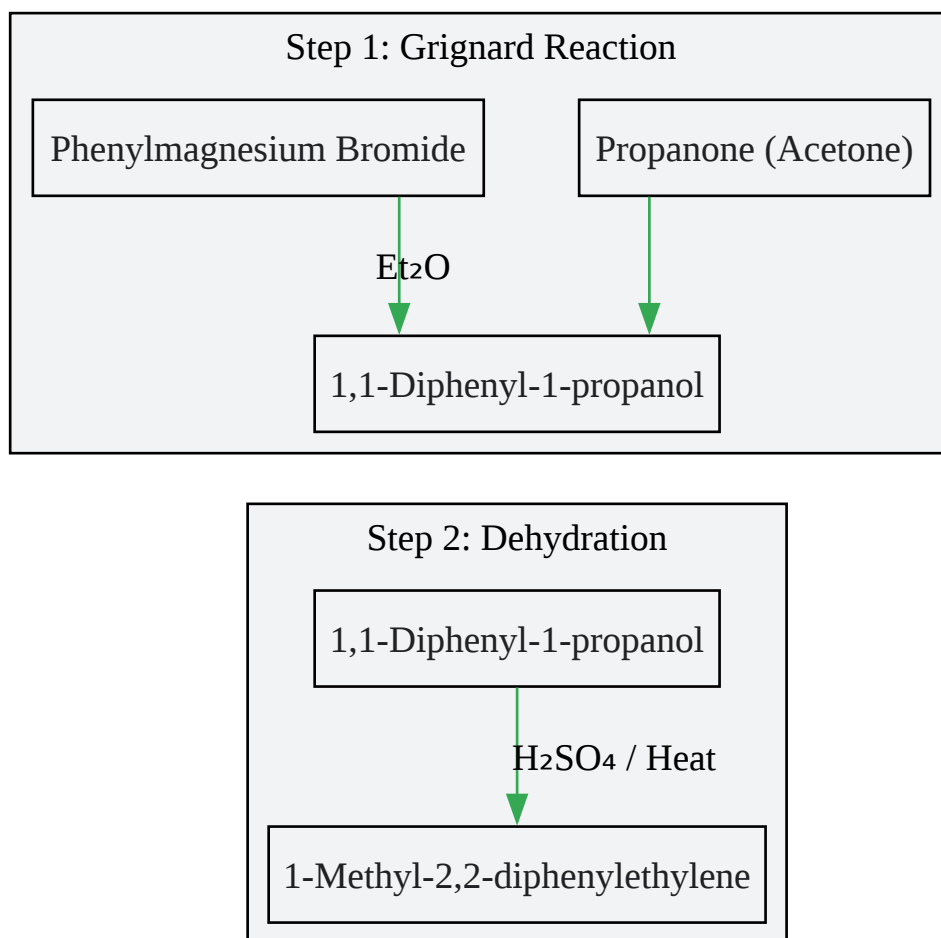 Step 1: Grignard Reaction
Phenylmagnesium Bromide
Propanone (Acetone)
Et₂O
1,1-Diphenyl-1-propanol
Step 2: Dehydration
1,1-Diphenyl-1-propanol
H₂SO₄ / Heat
1-Methyl-2,2-diphenylethylene